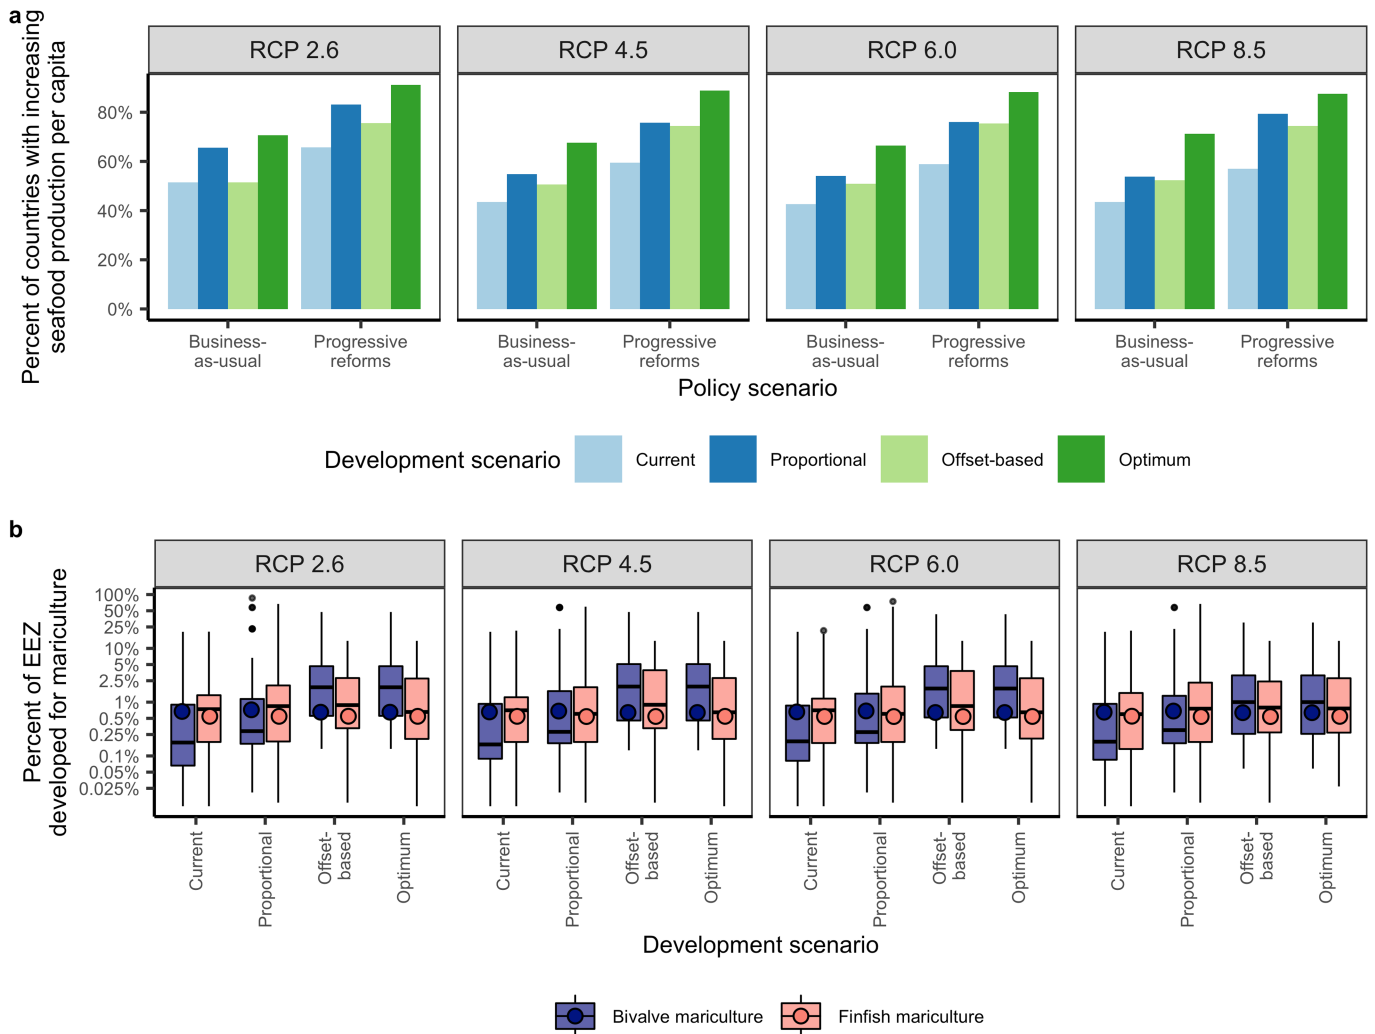 a
Percent of countries with increasing
seafood production per capita
RCP 2.6
RCP 4.5
RCP 6.0
RCP 8.5
80%
60%
40%
20%
0%
Business-
as-usual
Progressive
reforms
Business-
as-usual
Progressive
reforms
Business-
as-usual
Progressive
reforms
Business-
as-usual
Progressive
reforms
Policy scenario
Development scenario
Current
Proportional
Offset-based
Optimum
b
Percent of EEZ
developed for mariculture
RCP 2.6
RCP 4.5
RCP 6.0
RCP 8.5
100%
50%
25%
10%
5%
2.5%
1%
0.5%
0.25%
0.1%
0.05%
0.025%
Current
Proportional
Offset-
based
Optimum
Current
Proportional
Offset-
based
Optimum
Current
Proportional
Offset-
based
Optimum
Current
Proportional
Offset-
based
Optimum
Development scenario
Bivalve mariculture
Finfish mariculture